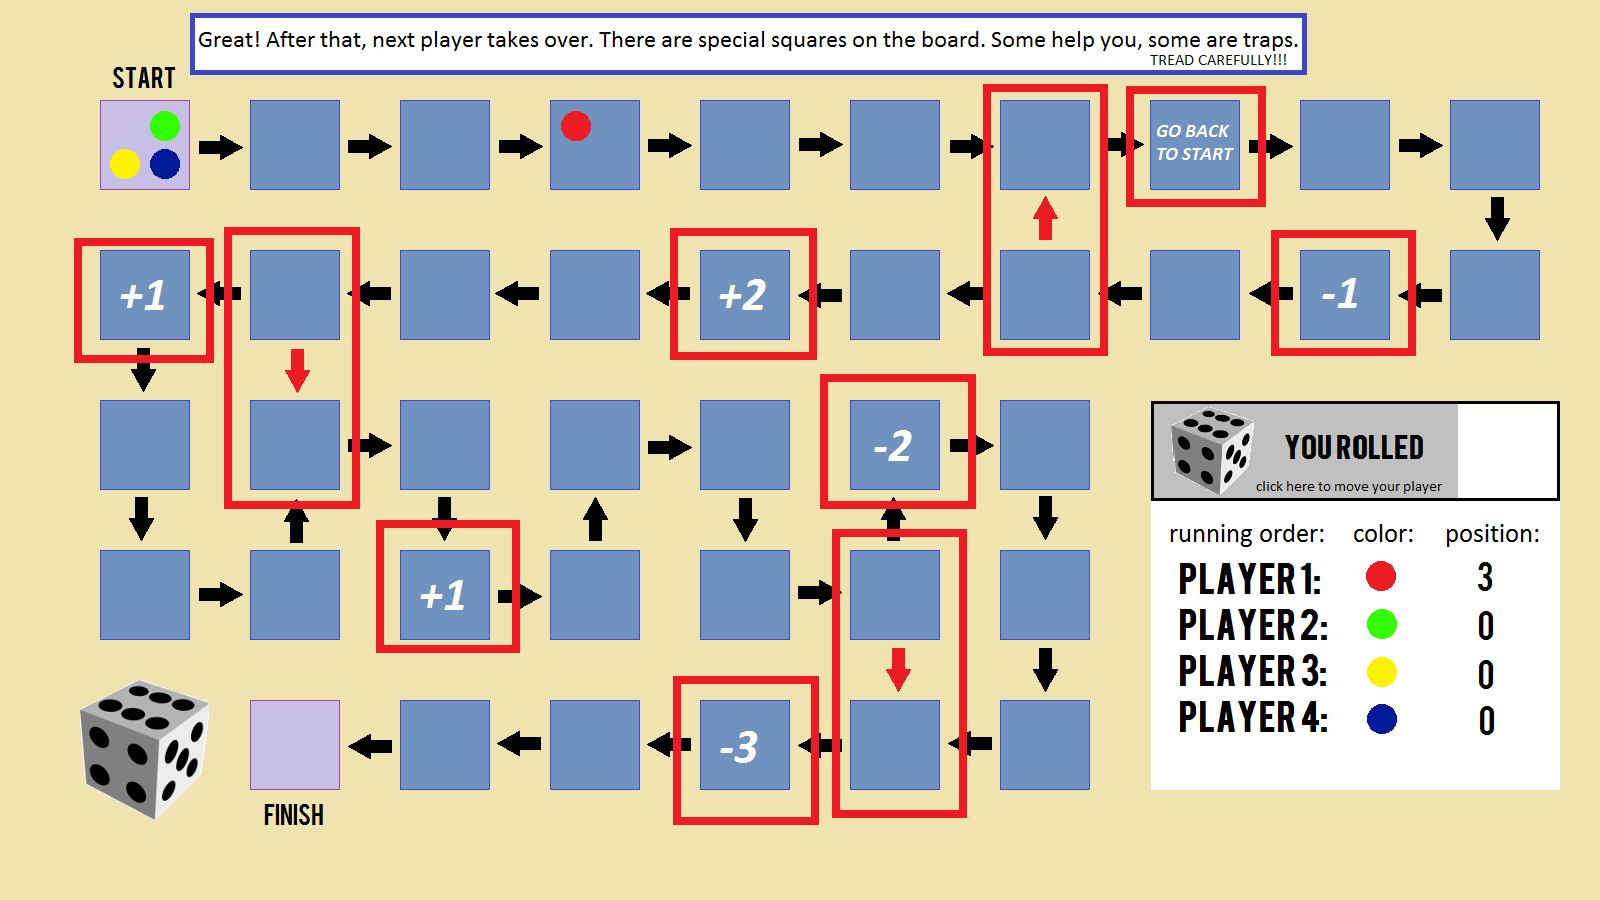 Great! After that, next player takes over. There are special squares on the board. Some help you, some are traps.
TREAD CAREFULLY!!!
START
GO BACK
TO START
+1
+2
-1
-2
YOU ROLLED
click here to move your player
running order: color: position:
PLAYER 1: 3
+1
PLAYER 2: 0
PLAYER 3: 0
PLAYER 4: 0
-3
FINISH